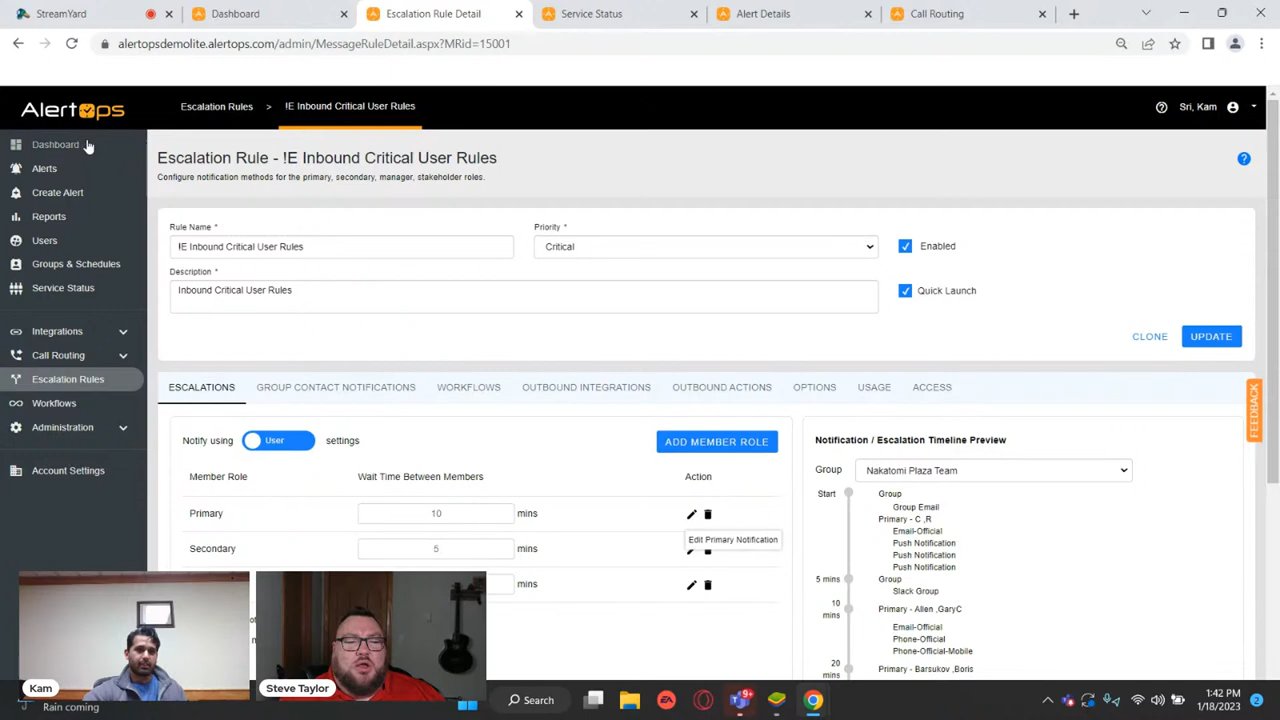 StreamYard
Dashboard
Escalation Rule Detail
Service Status
Alert Details
Call Routing
alertopsdemolite.alertops.com/admin/MessageRuleDetail.aspx?MRid=15001
AlertOps
Escalation Rules > !E Inbound Critical User Rules
Sri, Kam
Dashboard
Alerts
Create Alert
Reports
Users
Groups & Schedules
Service Status
Integrations
Call Routing
Escalation Rules
Workflows
Administration
Account Settings
Escalation Rule - !E Inbound Critical User Rules
Configure notification methods for the primary, secondary, manager, stakeholder roles.
Rule Name *
!E Inbound Critical User Rules
Priority *
Critical
Enabled
Description *
Inbound Critical User Rules
Quick Launch
CLONE
UPDATE
ESCALATIONS
GROUP CONTACT NOTIFICATIONS
WORKFLOWS
OUTBOUND INTEGRATIONS
OUTBOUND ACTIONS
OPTIONS
USAGE
ACCESS
FEEDBACK
Notify using User settings
ADD MEMBER ROLE
Member Role
Wait Time Between Members
Action
Primary
10 mins
Edit Primary Notification
Secondary
5 mins
mins
Notification / Escalation Timeline Preview
Group
Nakatomi Plaza Team
Start
Group
Group Email
Primary - C ,R
Email-Official
Push Notification
Push Notification
Push Notification
5 mins
Group
Slack Group
10
mins
Primary - Allen ,GaryC
Email-Official
Phone-Official
Phone-Official-Mobile
20
mins
Primary - Barsukov ,Boris
Kam
Steve Taylor
Rain coming
Search
9+
1:42 PM
1/18/2023
2